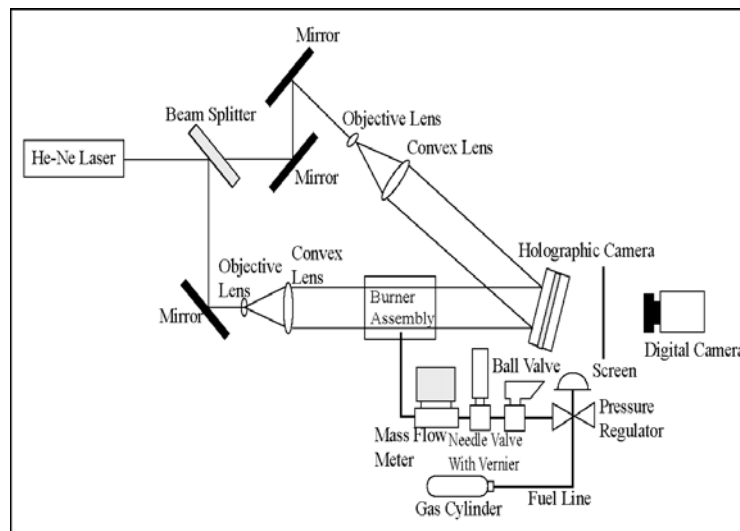 Mirror
Beam Splitter
Objective Lens
Convex Lens
He-Ne Laser
Mirror
Holographic Camera
Objective
Lens
Convex
Lens
Mirror
Burner
Assembly
Digital Camera
Screen
Ball Valve
Pressure
Regulator
Mass Flow
Meter
Needle Valve
With Vernier
Gas Cylinder
Fuel Line